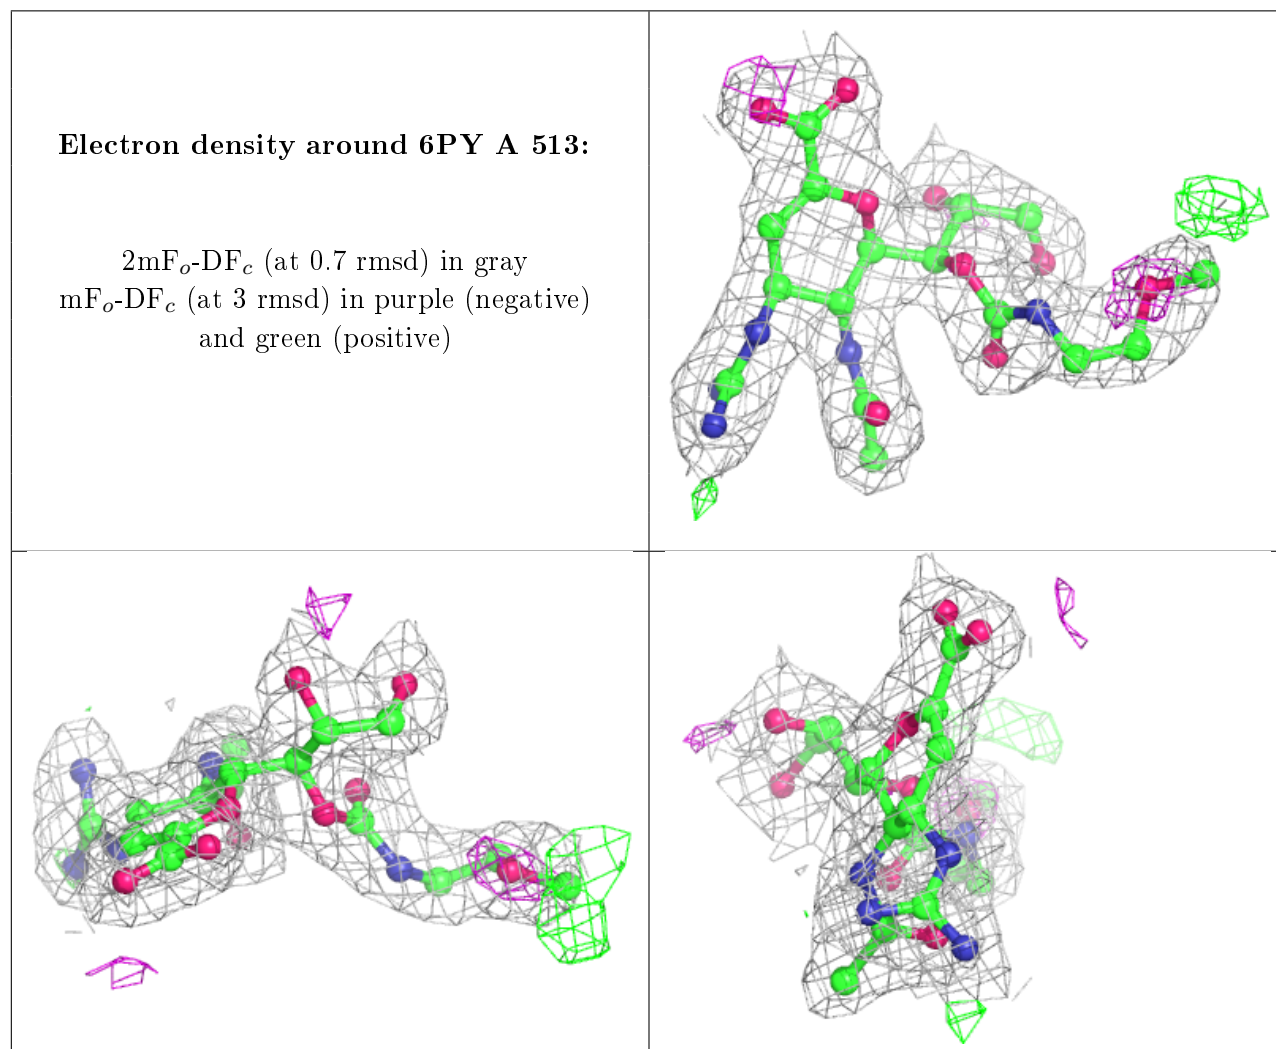 Electron density around 6PY A 513:
2mFo-DFc (at 0.7 rmsd) in gray
mFo-DFc (at 3 rmsd) in purple (negative)
and green (positive)